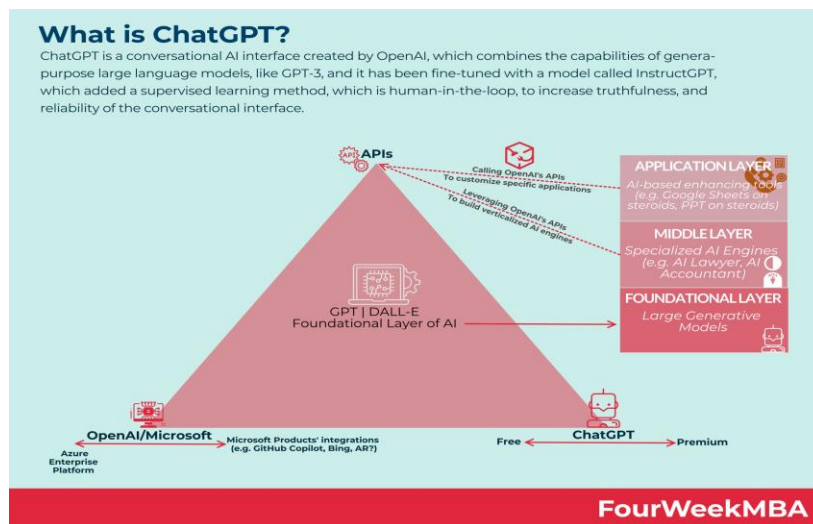 What is ChatGPT?
ChatGPT is a conversational AI interface created by OpenAI, which combines the capabilities of genera-
purpose large language models, like GPT-3, and it has been fine-tuned with a model called InstructGPT,
which added a supervised learning method, which is human-in-the-loop, to increase truthfulness, and
reliability of the conversational interface.
API
APIs
Calling OpenAI's APIs
To customize specific applications
Leveraging OpenAI's APIs
To build verticalized AI engines
APPLICATION LAYER
AI-based enhancing tools
(e.g. Google Sheets on
steroids, PPT on steroids)
MIDDLE LAYER
Specialized AI Engines
(e.g. AI Lawyer, AI
Accountant)
FOUNDATIONAL LAYER
Large Generative
Models
GPT | DALL-E
Foundational Layer of AI
OpenAI/Microsoft
Azure
Enterprise
Platform
Microsoft Products' integrations
(e.g. GitHub Copilot, Bing, AR?)
ChatGPT
Free
Premium
FourWeekMBA